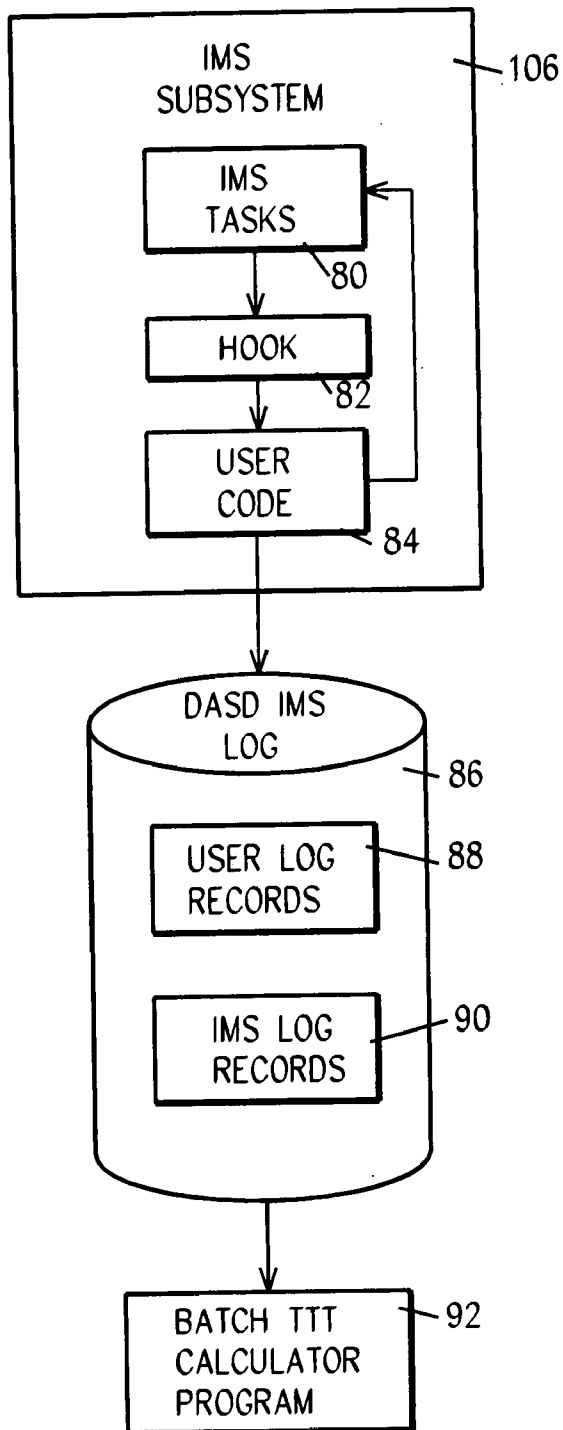 IMS
SUBSYSTEM
106
IMS
TASKS
80
HOOK
82
USER
CODE
84
DASD IMS
LOG
86
USER LOG
RECORDS
88
IMS LOG
RECORDS
90
BATCH TTT
CALCULATOR
PROGRAM
92